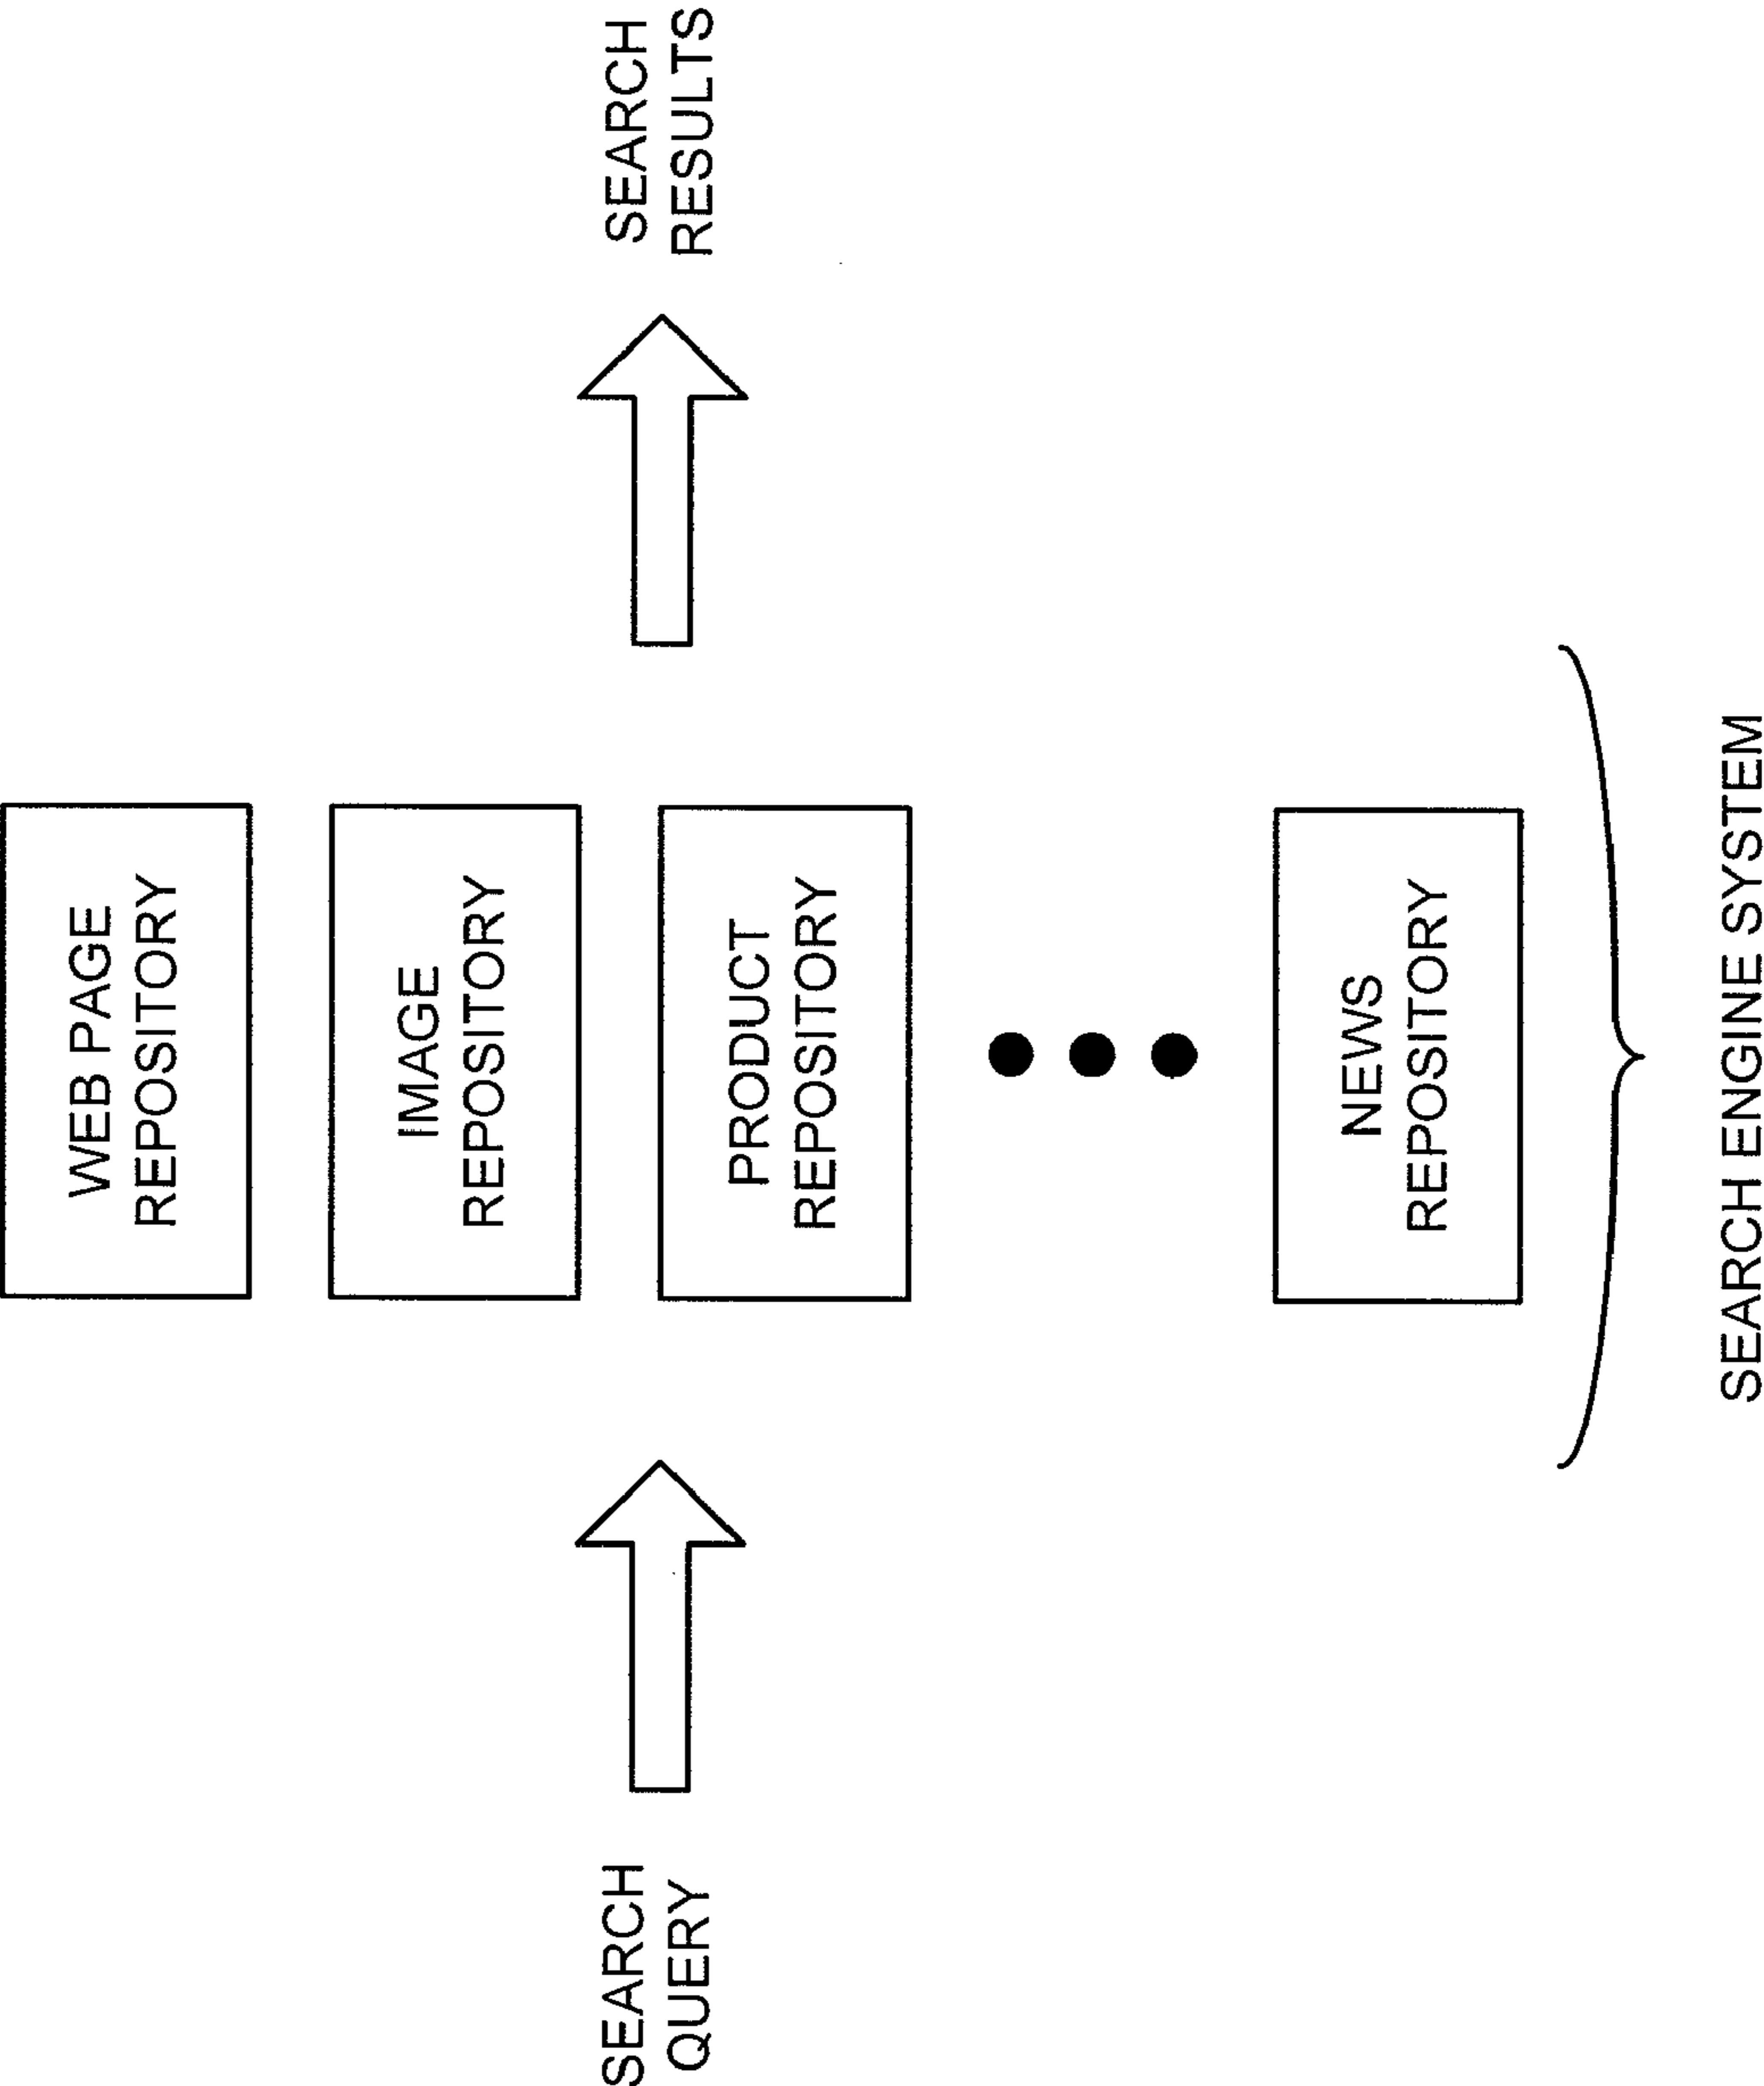 WEB PAGE
REPOSITORY
IMAGE
REPOSITORY
SEARCH
QUERY
SEARCH
RESULTS
PRODUCT
REPOSITORY
NEWS
REPOSITORY
SEARCH ENGINE SYSTEM